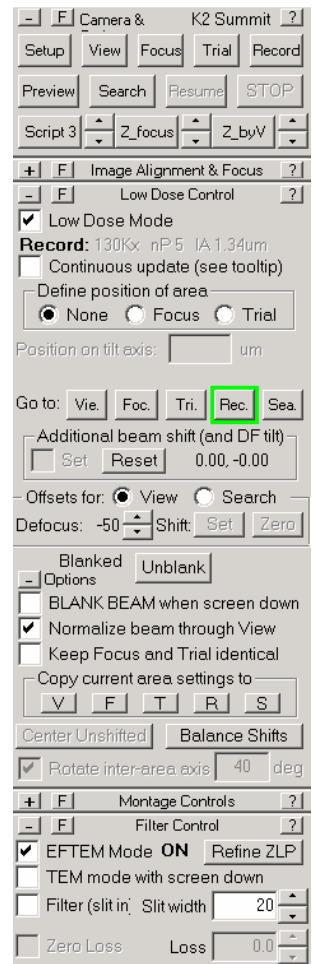 - F Camera & K2 Summit ?
Setup View Focus Trial Record
Preview Search Resume STOP
Script 3 Z_focus Z_byV
+ F Image Alignment & Focus ?
- F Low Dose Control ?
Low Dose Mode
Record: 130Kx nP 5 IA 1.34um
Continuous update (see tooltip)
Define position of area
None Focus Trial
Position on tilt axis: um
Go to: Vie. Foc. Tri. Rec. Sea.
Additional beam shift (and DF tilt)
Set Reset 0.00, -0.00
Offsets for: View Search
Defocus: -50 Shift: Set Zero
Blanked Unblank
- Options
BLANK BEAM when screen down
Normalize beam through View
Keep Focus and Trial identical
Copy current area settings to
V F T R S
Center Unshifted Balance Shifts
Rotate inter-area axis 40 deg
+ F Montage Controls ?
- F Filter Control ?
EFTEM Mode ON Refine ZLP
TEM mode with screen down
Filter (slit in) Slit width 20
Zero Loss Loss 0.0